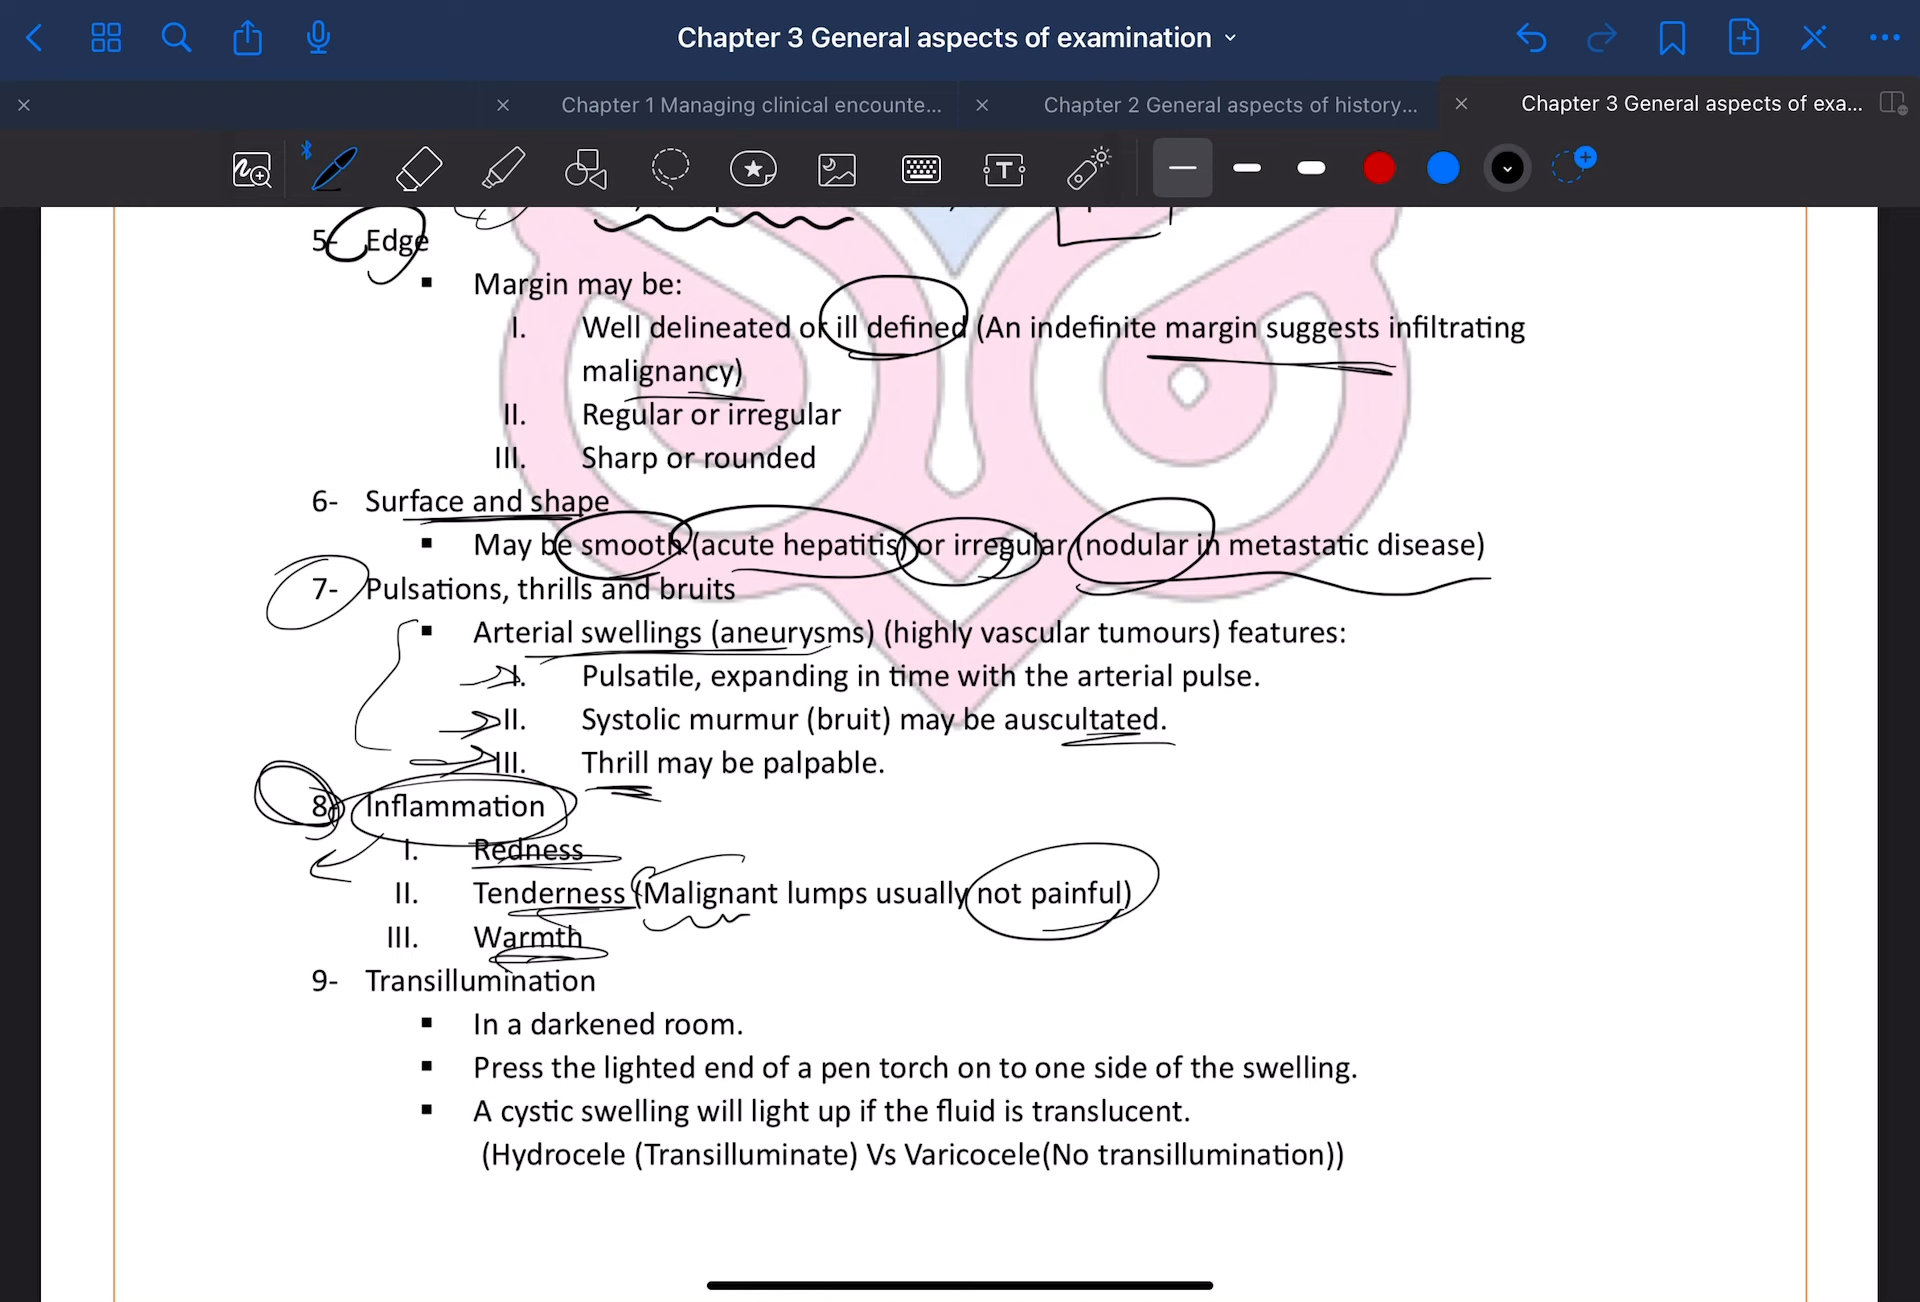 Chapter 3 General aspects of examination
Chapter 1 Managing clinical encounte...
Chapter 2 General aspects of history...
Chapter 3 General aspects of exa...
T
5- Edge
▪ Margin may be:
I. Well delineated or ill defined (An indefinite margin suggests infiltrating
malignancy)
II. Regular or irregular
III. Sharp or rounded
6- Surface and shape
▪ May be smooth (acute hepatitis) or irregular (nodular in metastatic disease)
7- Pulsations, thrills and bruits
▪ Arterial swellings (aneurysms) (highly vascular tumours) features:
I. Pulsatile, expanding in time with the arterial pulse.
II. Systolic murmur (bruit) may be auscultated.
III. Thrill may be palpable.
8- Inflammation
I. Redness
II. Tenderness (Malignant lumps usually not painful)
III. Warmth
9- Transillumination
▪ In a darkened room.
▪ Press the lighted end of a pen torch on to one side of the swelling.
▪ A cystic swelling will light up if the fluid is translucent.
(Hydrocele (Transilluminate) Vs Varicocele(No transillumination))